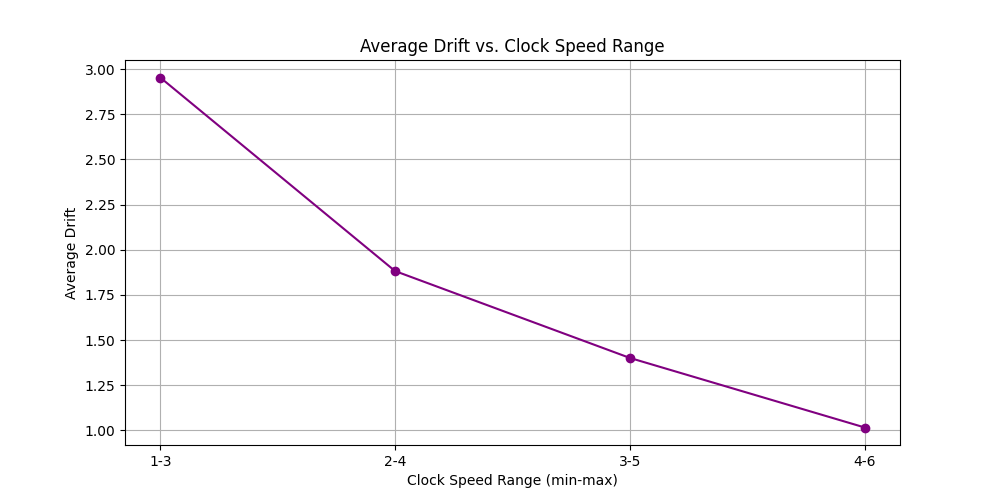 Average Drift vs. Clock Speed Range
Average Drift
3.00
2.75
2.50
2.25
2.00
1.75
1.50
1.25
1.00
1-3 2-4 3-5 4-6
Clock Speed Range (min-max)